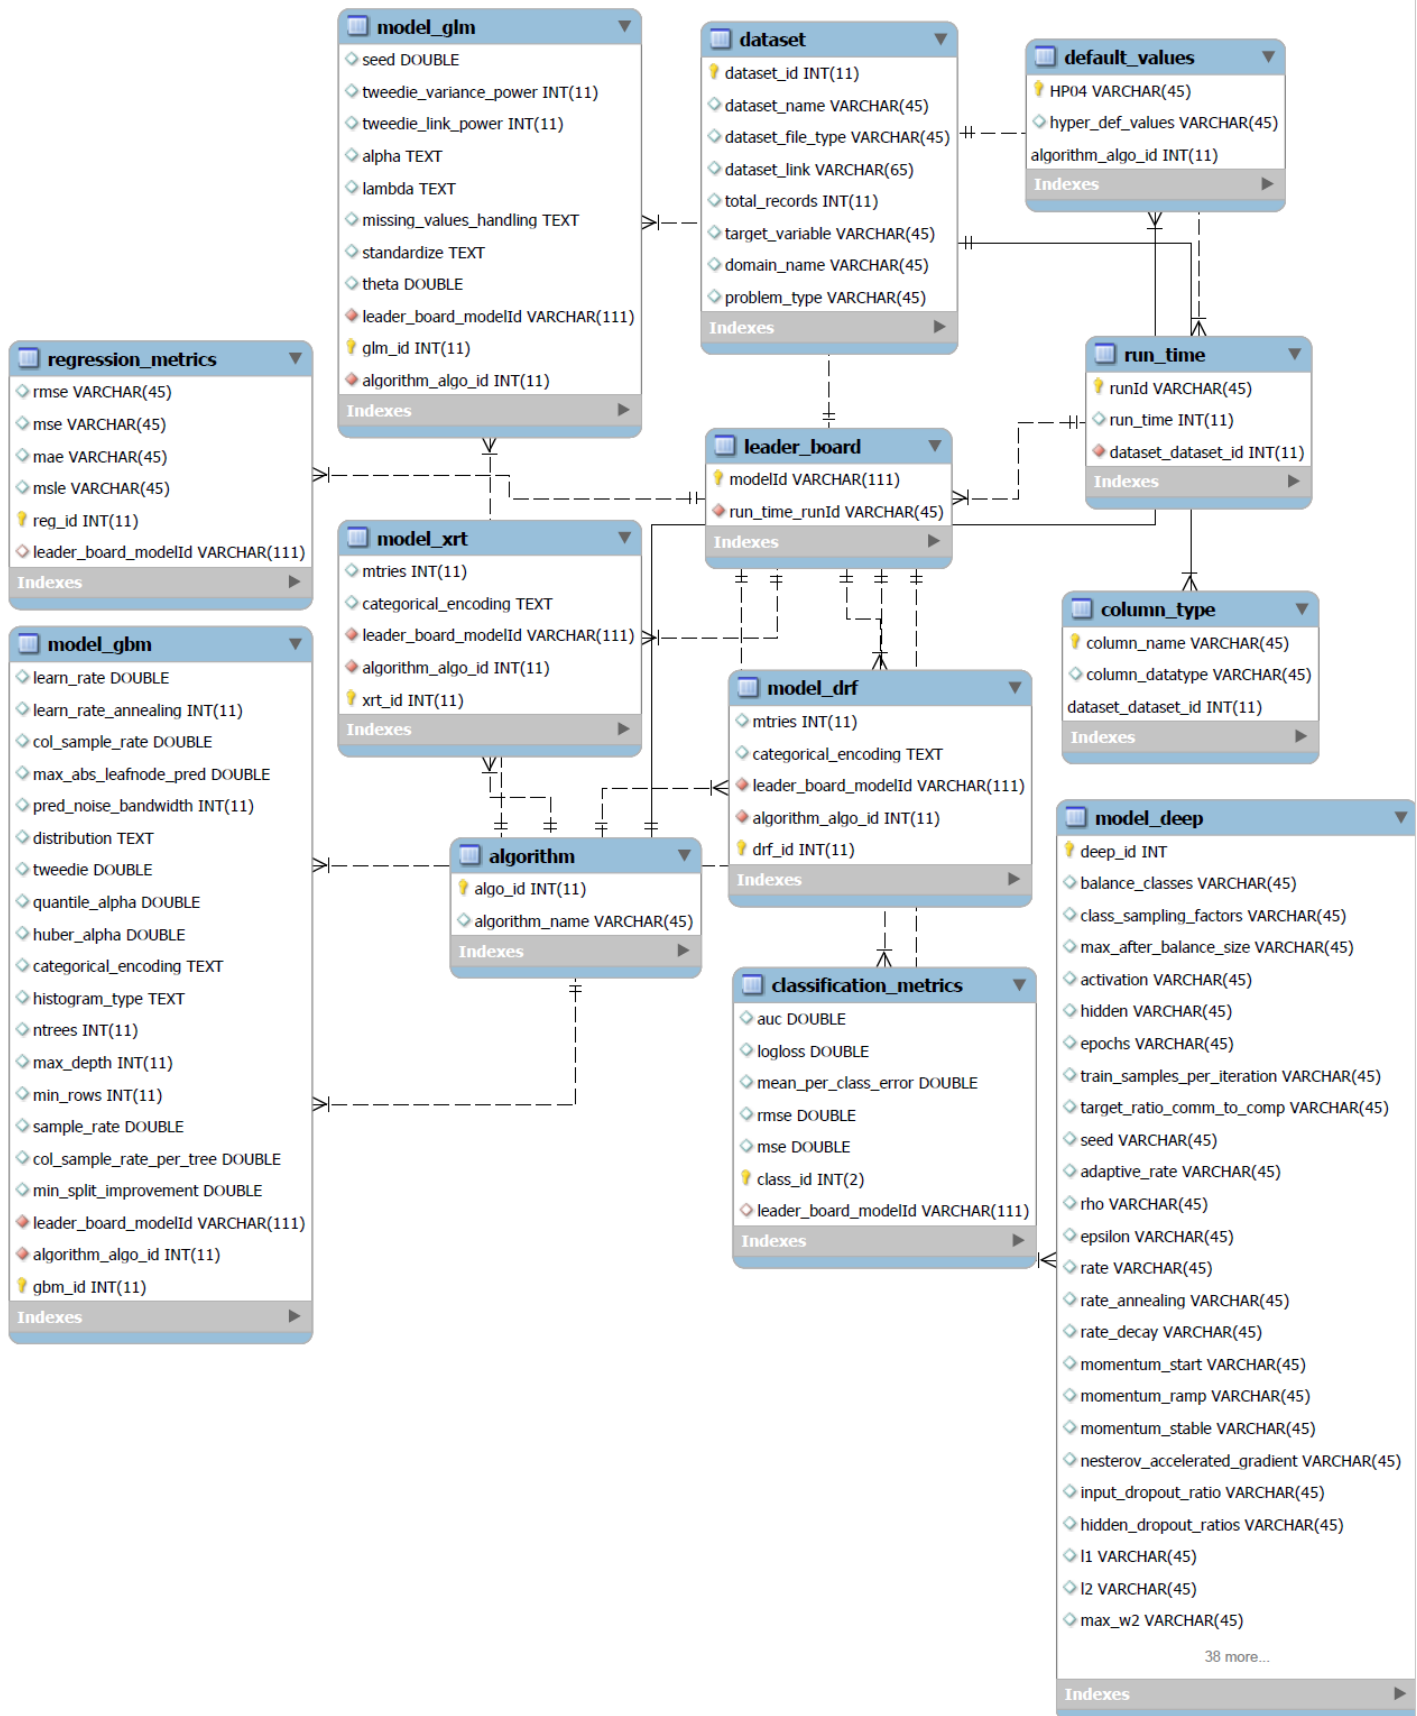 model_glm
seed DOUBLE
tweedie_variance_power INT(11)
tweedie_link_power INT(11)
alpha TEXT
lambda TEXT
missing_values_handling TEXT
standardize TEXT
theta DOUBLE
leader_board_modelId VARCHAR(111)
glm_id INT(11)
algorithm_algo_id INT(11)
Indexes
dataset
dataset_id INT(11)
dataset_name VARCHAR(45)
dataset_file_type VARCHAR(45)
dataset_link VARCHAR(65)
total_records INT(11)
target_variable VARCHAR(45)
domain_name VARCHAR(45)
problem_type VARCHAR(45)
Indexes
default_values
HP04 VARCHAR(45)
hyper_def_values VARCHAR(45)
algorithm_algo_id INT(11)
Indexes
regression_metrics
rmse VARCHAR(45)
mse VARCHAR(45)
mae VARCHAR(45)
msle VARCHAR(45)
reg_id INT(11)
leader_board_modelId VARCHAR(111)
Indexes
run_time
runId VARCHAR(45)
run_time INT(11)
dataset_dataset_id INT(11)
Indexes
leader_board
modelId VARCHAR(111)
run_time_runId VARCHAR(45)
Indexes
model_xrt
mtries INT(11)
categorical_encoding TEXT
leader_board_modelId VARCHAR(111)
algorithm_algo_id INT(11)
xrt_id INT(11)
Indexes
column_type
column_name VARCHAR(45)
column_datatype VARCHAR(45)
dataset_dataset_id INT(11)
Indexes
model_gbm
learn_rate DOUBLE
learn_rate_annealing INT(11)
col_sample_rate DOUBLE
max_abs_leafnode_pred DOUBLE
pred_noise_bandwidth INT(11)
distribution TEXT
tweedie DOUBLE
quantile_alpha DOUBLE
huber_alpha DOUBLE
categorical_encoding TEXT
histogram_type TEXT
ntrees INT(11)
max_depth INT(11)
min_rows INT(11)
sample_rate DOUBLE
col_sample_rate_per_tree DOUBLE
min_split_improvement DOUBLE
leader_board_modelId VARCHAR(111)
algorithm_algo_id INT(11)
gbm_id INT(11)
Indexes
model_drf
mtries INT(11)
categorical_encoding TEXT
leader_board_modelId VARCHAR(111)
algorithm_algo_id INT(11)
drf_id INT(11)
Indexes
algorithm
algo_id INT(11)
algorithm_name VARCHAR(45)
Indexes
classification_metrics
auc DOUBLE
logloss DOUBLE
mean_per_class_error DOUBLE
rmse DOUBLE
mse DOUBLE
class_id INT(2)
leader_board_modelId VARCHAR(111)
Indexes
model_deep
deep_id INT
balance_classes VARCHAR(45)
class_sampling_factors VARCHAR(45)
max_after_balance_size VARCHAR(45)
activation VARCHAR(45)
hidden VARCHAR(45)
epochs VARCHAR(45)
train_samples_per_iteration VARCHAR(45)
target_ratio_comm_to_comp VARCHAR(45)
seed VARCHAR(45)
adaptive_rate VARCHAR(45)
rho VARCHAR(45)
epsilon VARCHAR(45)
rate VARCHAR(45)
rate_annealing VARCHAR(45)
rate_decay VARCHAR(45)
momentum_start VARCHAR(45)
momentum_ramp VARCHAR(45)
momentum_stable VARCHAR(45)
nesterov_accelerated_gradient VARCHAR(45)
input_dropout_ratio VARCHAR(45)
hidden_dropout_ratios VARCHAR(45)
l1 VARCHAR(45)
l2 VARCHAR(45)
max_w2 VARCHAR(45)
38 more...
Indexes